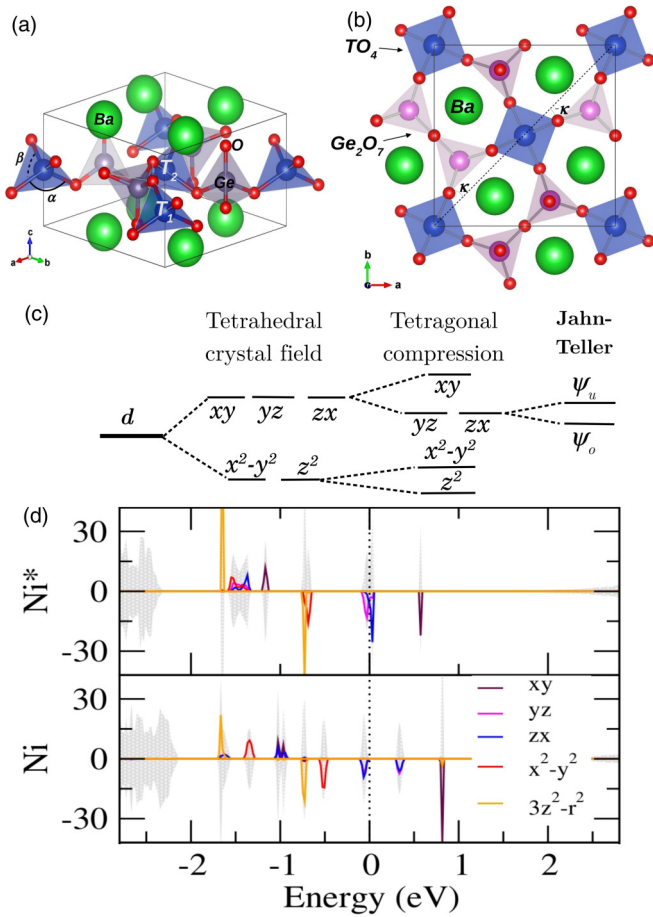 (a)
(b)
TO₄
Ge₂O₇
Ba
κ
κ
b
a
Ba
O
T₂
Ge
T₁
β
α
c
a
b
(c)
Tetrahedral
crystal field
Tetragonal
compression
Jahn-
Teller
d
xy yz zx
x²-y² z²
xy
yz zx
x²-y²
z²
ψᵤ
ψₒ
(d)
Ni*
30
0
-30
Ni
30
0
-30
xy
yz
zx
x²-y²
3z²-r²
-2 -1 0 1 2
Energy (eV)